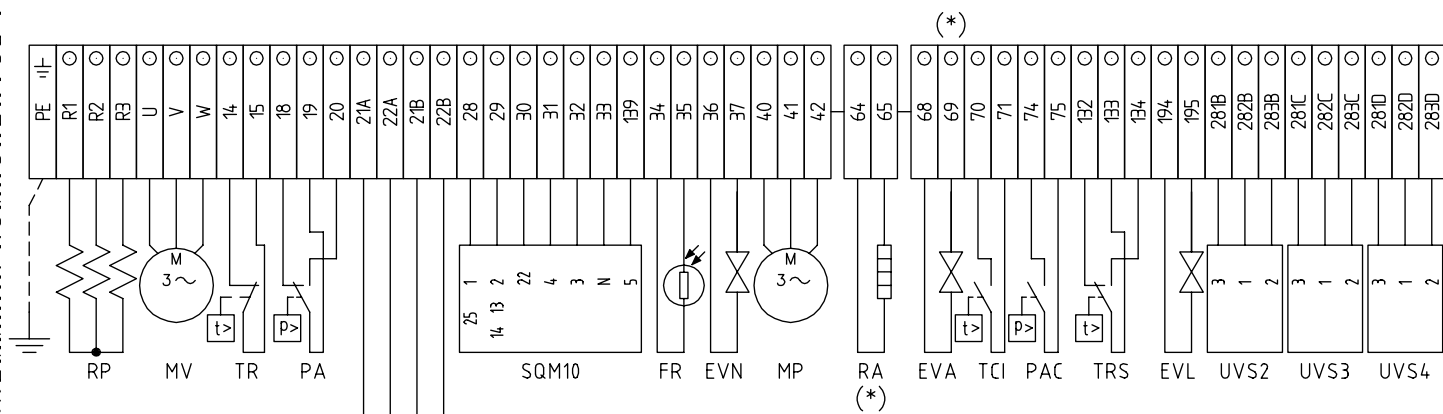 (*)
PE R1 R2 R3 U V W 14 15 18 19 20 21A 22A 21B 22B 28 29 30 31 32 33 139 34 35 36 37 40 41 42 64 65 68 69 70 71 74 75 132 133 134 194 195 281B 282B 283B 281C 282C 283C 281D 282D 283D
M
3~
t>
p>
1 2 22 4 3 N 5
25 14 13
M
3~
t>
p>
t>
3 1 2
3 1 2
3 1 2
RP MV TR PA SQM10 FR EVN MP RA EVA TCI PAC TRS EVL UVS2 UVS3 UVS4
(*)